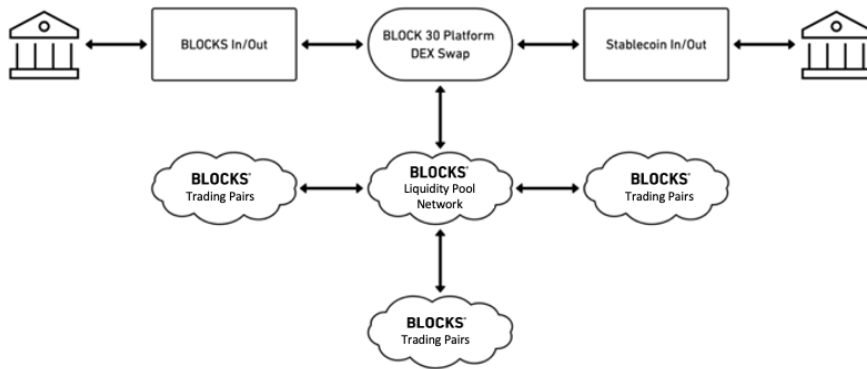 BLOCKS In/Out
BLOCK 30 Platform
DEX Swap
Stablecoin In/Out
BLOCKS®
Trading Pairs
BLOCKS®
Liquidity Pool
Network
BLOCKS®
Trading Pairs
BLOCKS®
Trading Pairs